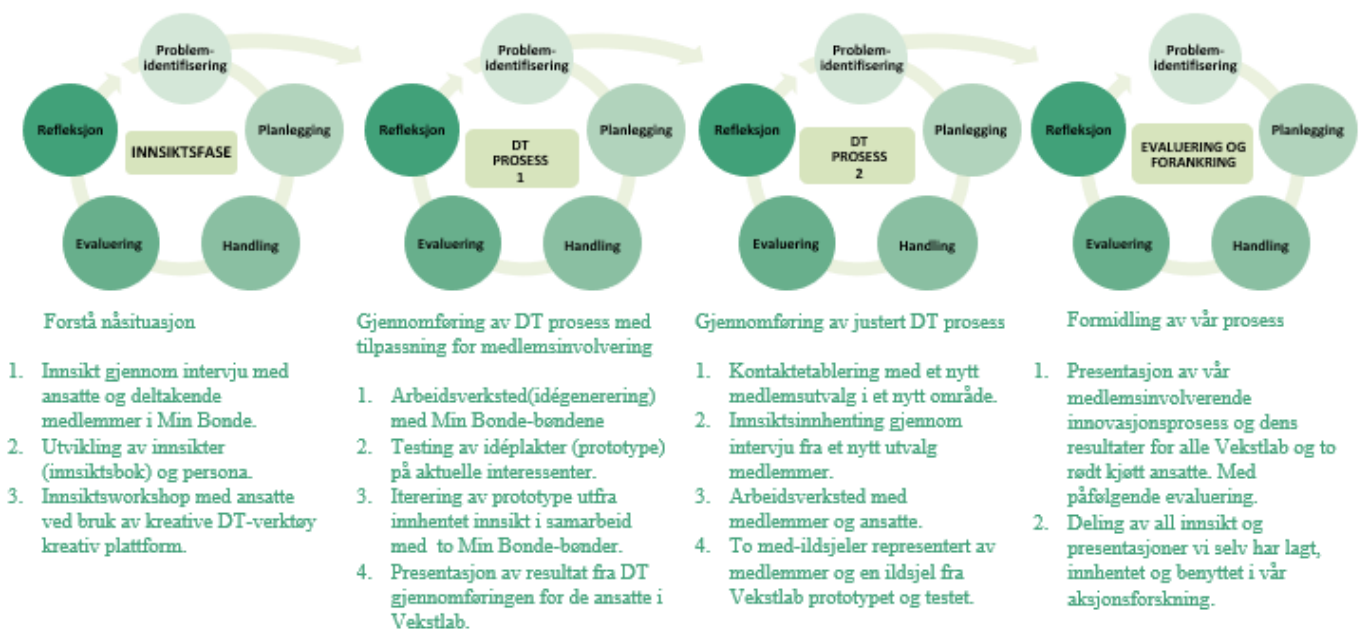 Problem-
identifisering
Refleksjon
Planlegging
INNSIKTSFASE
Evaluering
Handling
Forstå nåsituasjon
1. Innsikt gjennom intervju med
ansatte og deltakende
medlemmer i Min Bonde.
2. Utvikling av innsikter
(innsiktsbok) og persona.
3. Innsiktsworkshop med ansatte
ved bruk av kreative DT-verktøy
kreativ plattform.
Problem-
identifisering
Refleksjon
Planlegging
DT
PROSESS
1
Evaluering
Handling
Gjennomføring av DT prosess med
tilpassning for medlemsinvolvering
1. Arbeidsverksted(idégenerering)
med Min Bonde-bøndene
2. Testing av idéplakter (prototype)
på aktuelle interessenter.
3. Iterering av prototype utfra
innhentet innsikt i samarbeid
med to Min Bonde-bønder.
4. Presentasjon av resultat fra DT
gjennomføringen for de ansatte i
Vekstlab.
Problem-
identifisering
Refleksjon
Planlegging
DT
PROSESS
2
Evaluering
Handling
Gjennomføring av justert DT prosess
1. Kontaktetablering med et nytt
medlemsutvalg i et nytt område.
2. Innsiktsinnhenting gjennom
intervju fra et nytt utvalg
medlemmer.
3. Arbeidsverksted med
medlemmer og ansatte.
4. To med-ildsjeler representert av
medlemmer og en ildsjel fra
Vekstlab prototypet og testet.
Problem-
identifisering
Refleksjon
Planlegging
EVALUERING OG
FORANKRING
Evaluering
Handling
Formidling av vår prosess
1. Presentasjon av vår
medlemsinvolverende
innovasjonsprosess og dens
resultater for alle Vekstlab og to
rødt kjøtt ansatte. Med
påfølgende evaluering.
2. Deling av all innsikt og
presentasjoner vi selv har lagt,
innhentet og benyttet i vår
aksjonsforskning.